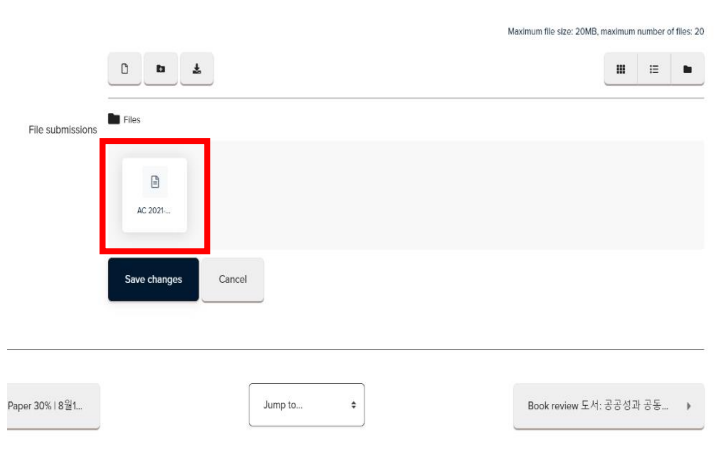 Maximum file size: 20MB, maximum number of files: 20
Files
File submissions
AC 2021-...
Save changes
Cancel
Paper 30% | 8월1...
Jump to...
Book review 도서: 공공성과 공동...